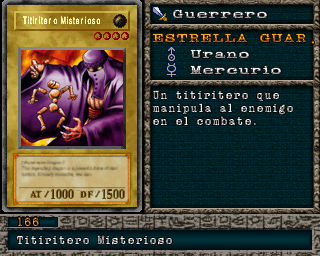 Titiritero Misterioso
AT/1000 DF/1500
Guerrero
ESTRELLA GUAR.
Urano
Mercurio
Un titiritero que
manipula al enemigo
en el combate.
166
Titiritero Misterioso